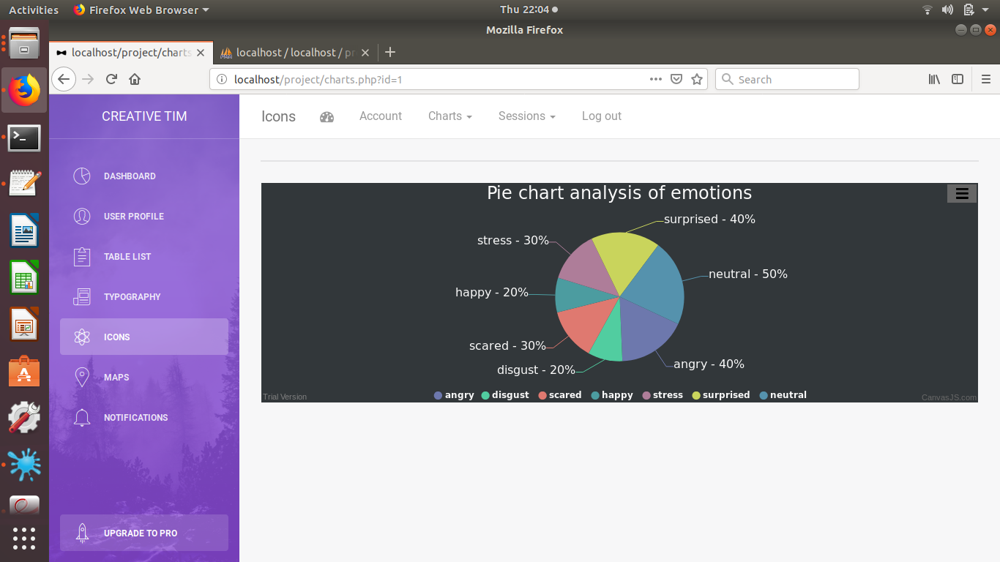 Activities Firefox Web Browser Thu 22:04
Mozilla Firefox
localhost/project/charts localhost / localhost / pr
localhost/project/charts.php?id=1 Search
CREATIVE TIM
Icons Account Charts Sessions Log out
DASHBOARD
USER PROFILE
TABLE LIST
TYPOGRAPHY
ICONS
MAPS
NOTIFICATIONS
UPGRADE TO PRO
Pie chart analysis of emotions
surprised - 40%
stress - 30%
neutral - 50%
happy - 20%
scared - 30%
angry - 40%
disgust - 20%
angry disgust scared happy stress surprised neutral
Trial Version CanvasJS.com